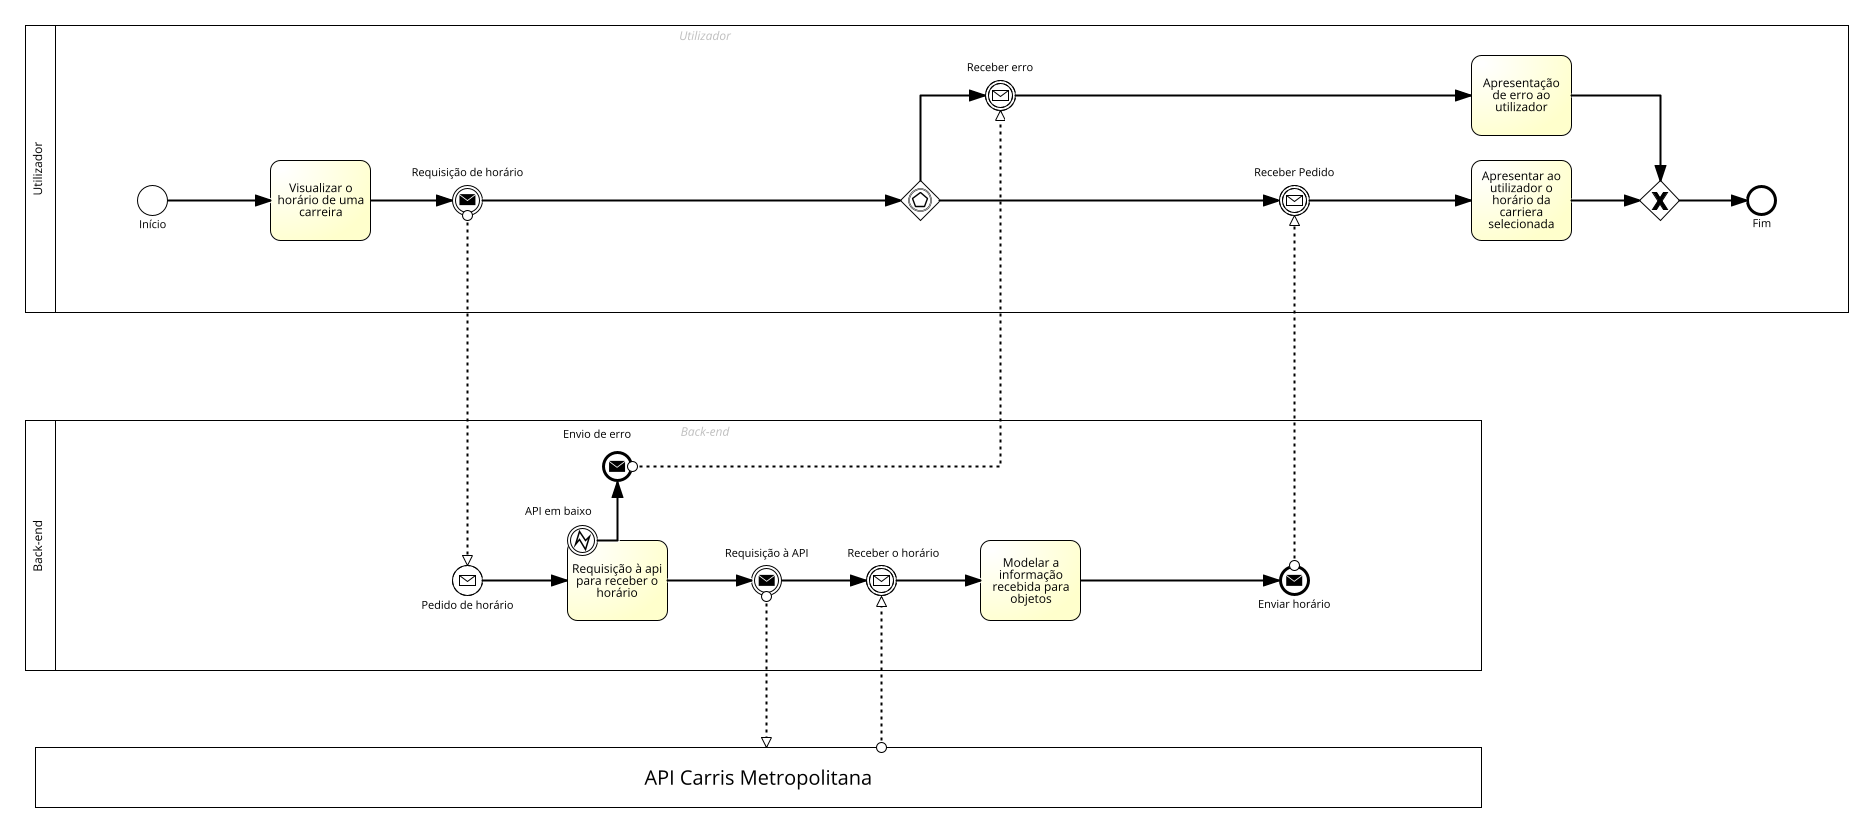 Utilizador
Utilizador
Receber erro
Apresentação
de erro ao
utilizador
Requisição de horário
Receber Pedido
Visualizar o
horário de uma
carreira
Apresentar ao
utilizador o
horário da
carriera
selecionada
X
Início
Fim
Back-end
Back-end
Envio de erro
API em baixo
Requisição à API
Receber o horário
Requisição à api
para receber o
horário
Modelar a
informação
recebida para
objetos
Pedido de horário
Enviar horário
API Carris Metropolitana